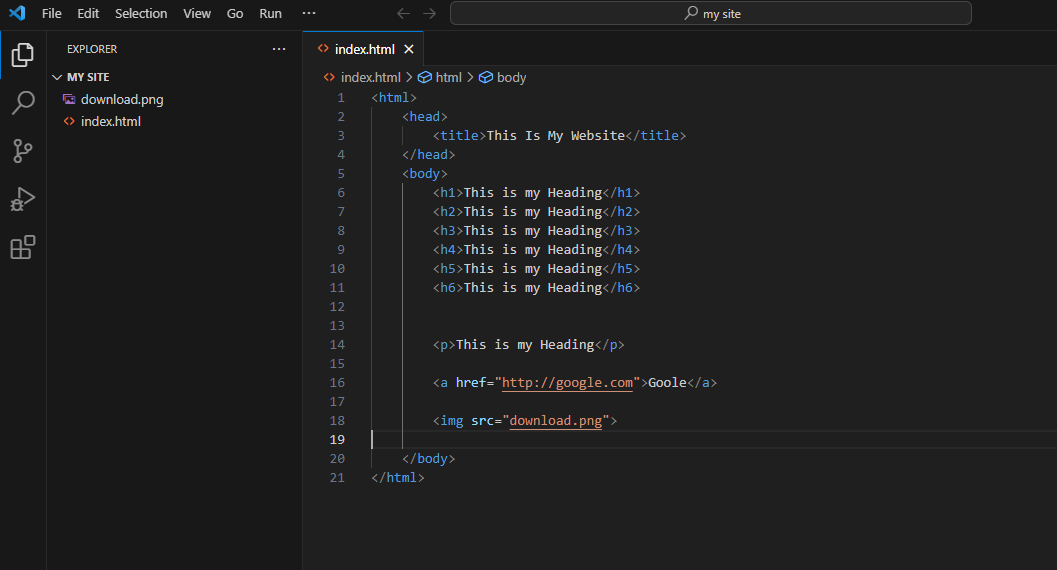 File Edit Selection View Go Run ··· my site
EXPLORER ···
MY SITE
download.png
index.html
index.html
index.html > html > body
1 <html>
2 <head>
3 <title>This Is My Website</title>
4 </head>
5 <body>
6 <h1>This is my Heading</h1>
7 <h2>This is my Heading</h2>
8 <h3>This is my Heading</h3>
9 <h4>This is my Heading</h4>
10 <h5>This is my Heading</h5>
11 <h6>This is my Heading</h6>
12
13
14 <p>This is my Heading</p>
15
16 <a href="http://google.com">Goole</a>
17
18 <img src="download.png">
19
20 </body>
21 </html>